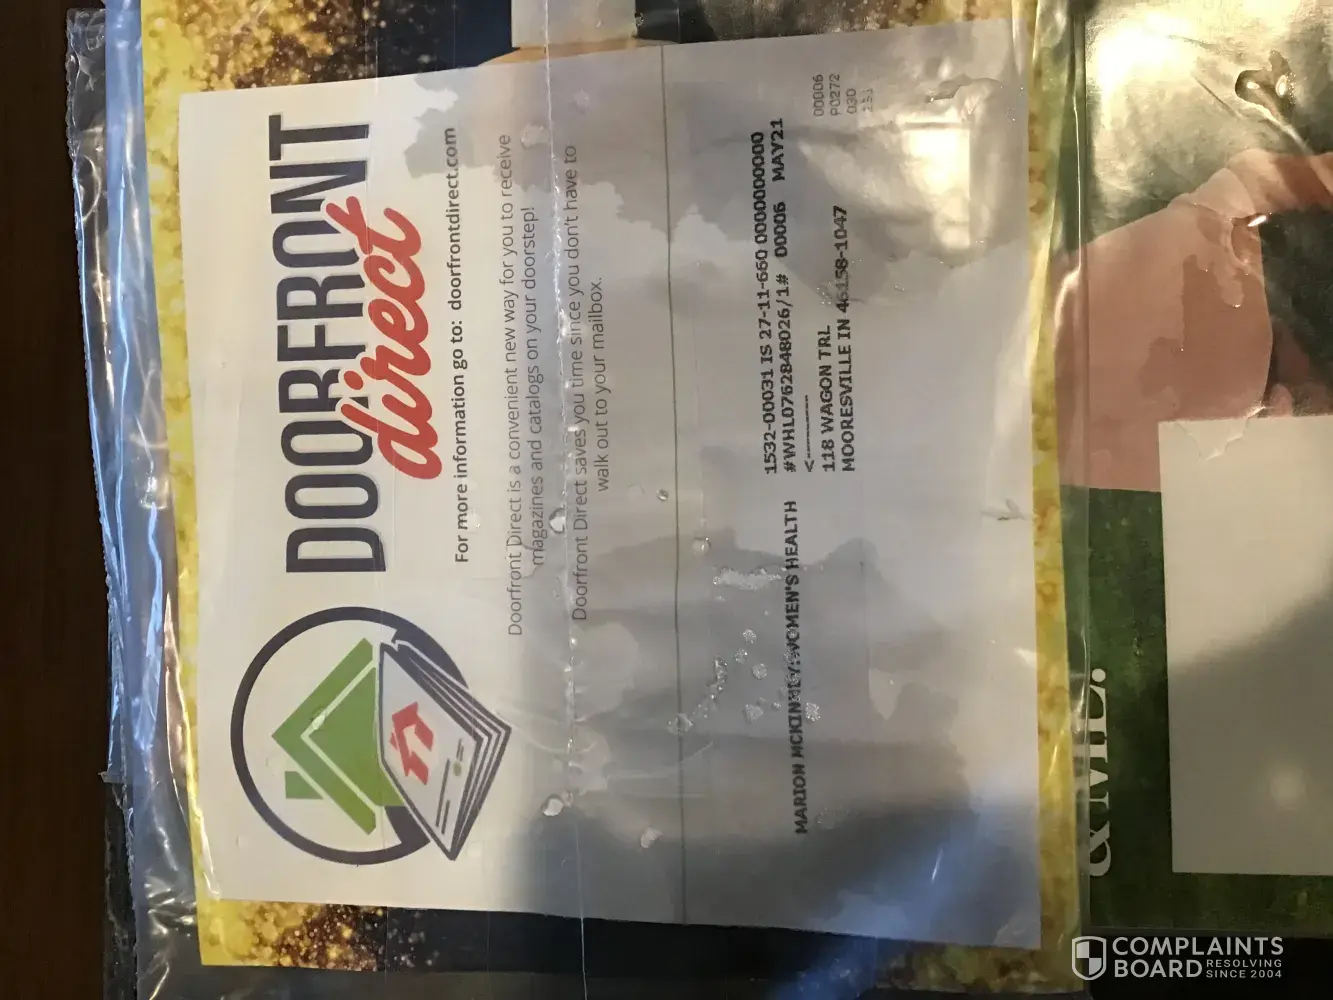 DOORFRONT
direct
For more information go to: doorfrontdirect.com
Doorfront Direct is a convenient new way for you to receive
magazines and catalogs on your doorstep!
Doorfront Direct saves you time since you don't have to
walk out to your mailbox.
1532-00031 IS 27-11-660 0000000000
MARION MCKINNEY:WOMEN'S HEALTH #WHL0762848026/1# 00006 MAY21
<--------
118 WAGON TRL
MOORESVILLE IN 46158-1047
00006
P0272
030
& ME.
COMPLAINTS
BOARD RESOLVING
SINCE 2004